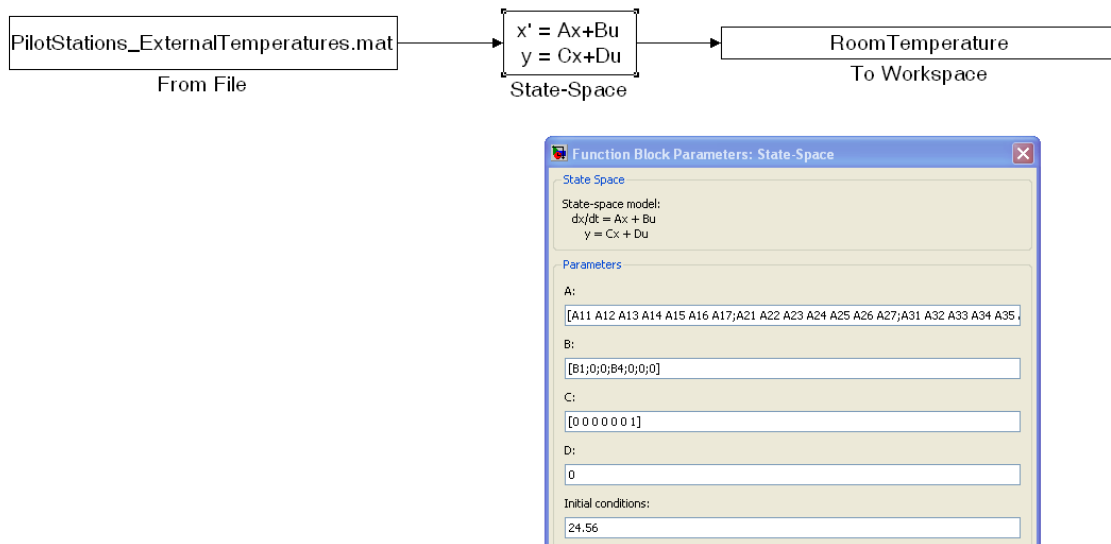 PilotStations_ExternalTemperatures.mat
From File
x' = Ax+Bu
y = Cx+Du
State-Space
RoomTemperature
To Workspace
Function Block Parameters: State-Space
State Space
State-space model:
dx/dt = Ax + Bu
y = Cx + Du
Parameters
A:
[A11 A12 A13 A14 A15 A16 A17;A21 A22 A23 A24 A25 A26 A27;A31 A32 A33 A34 A35
B:
[B1;0;0;B4;0;0;0]
C:
[0 0 0 0 0 0 1]
D:
0
Initial conditions:
24.56